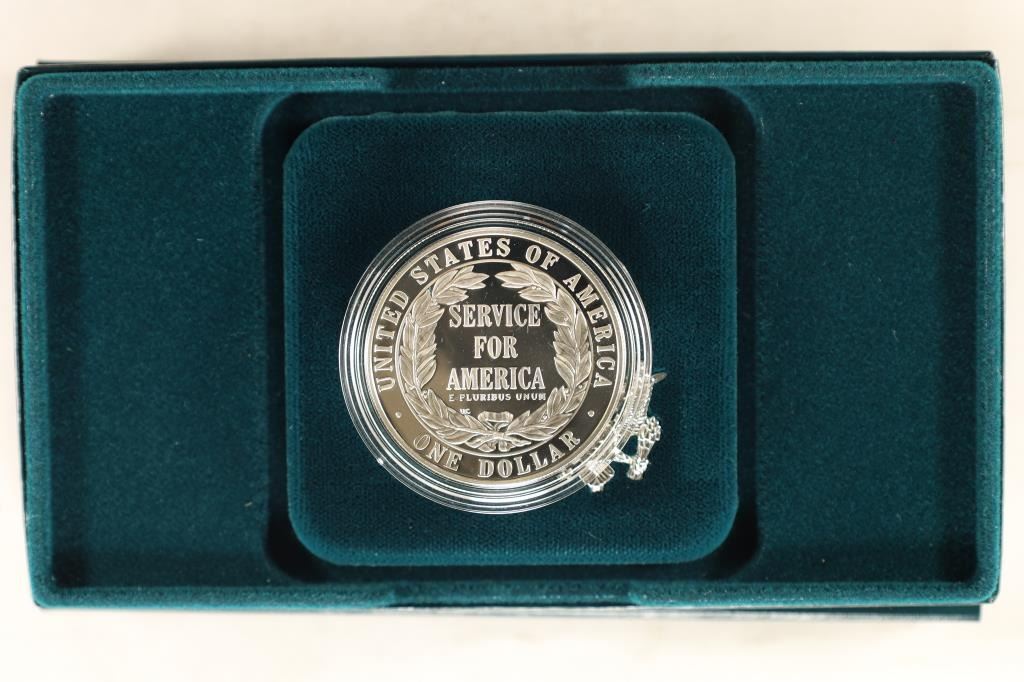 UNITED STATES OF AMERICA
SERVICE
FOR
AMERICA
E PLURIBUS UNUM
ONE DOLLAR